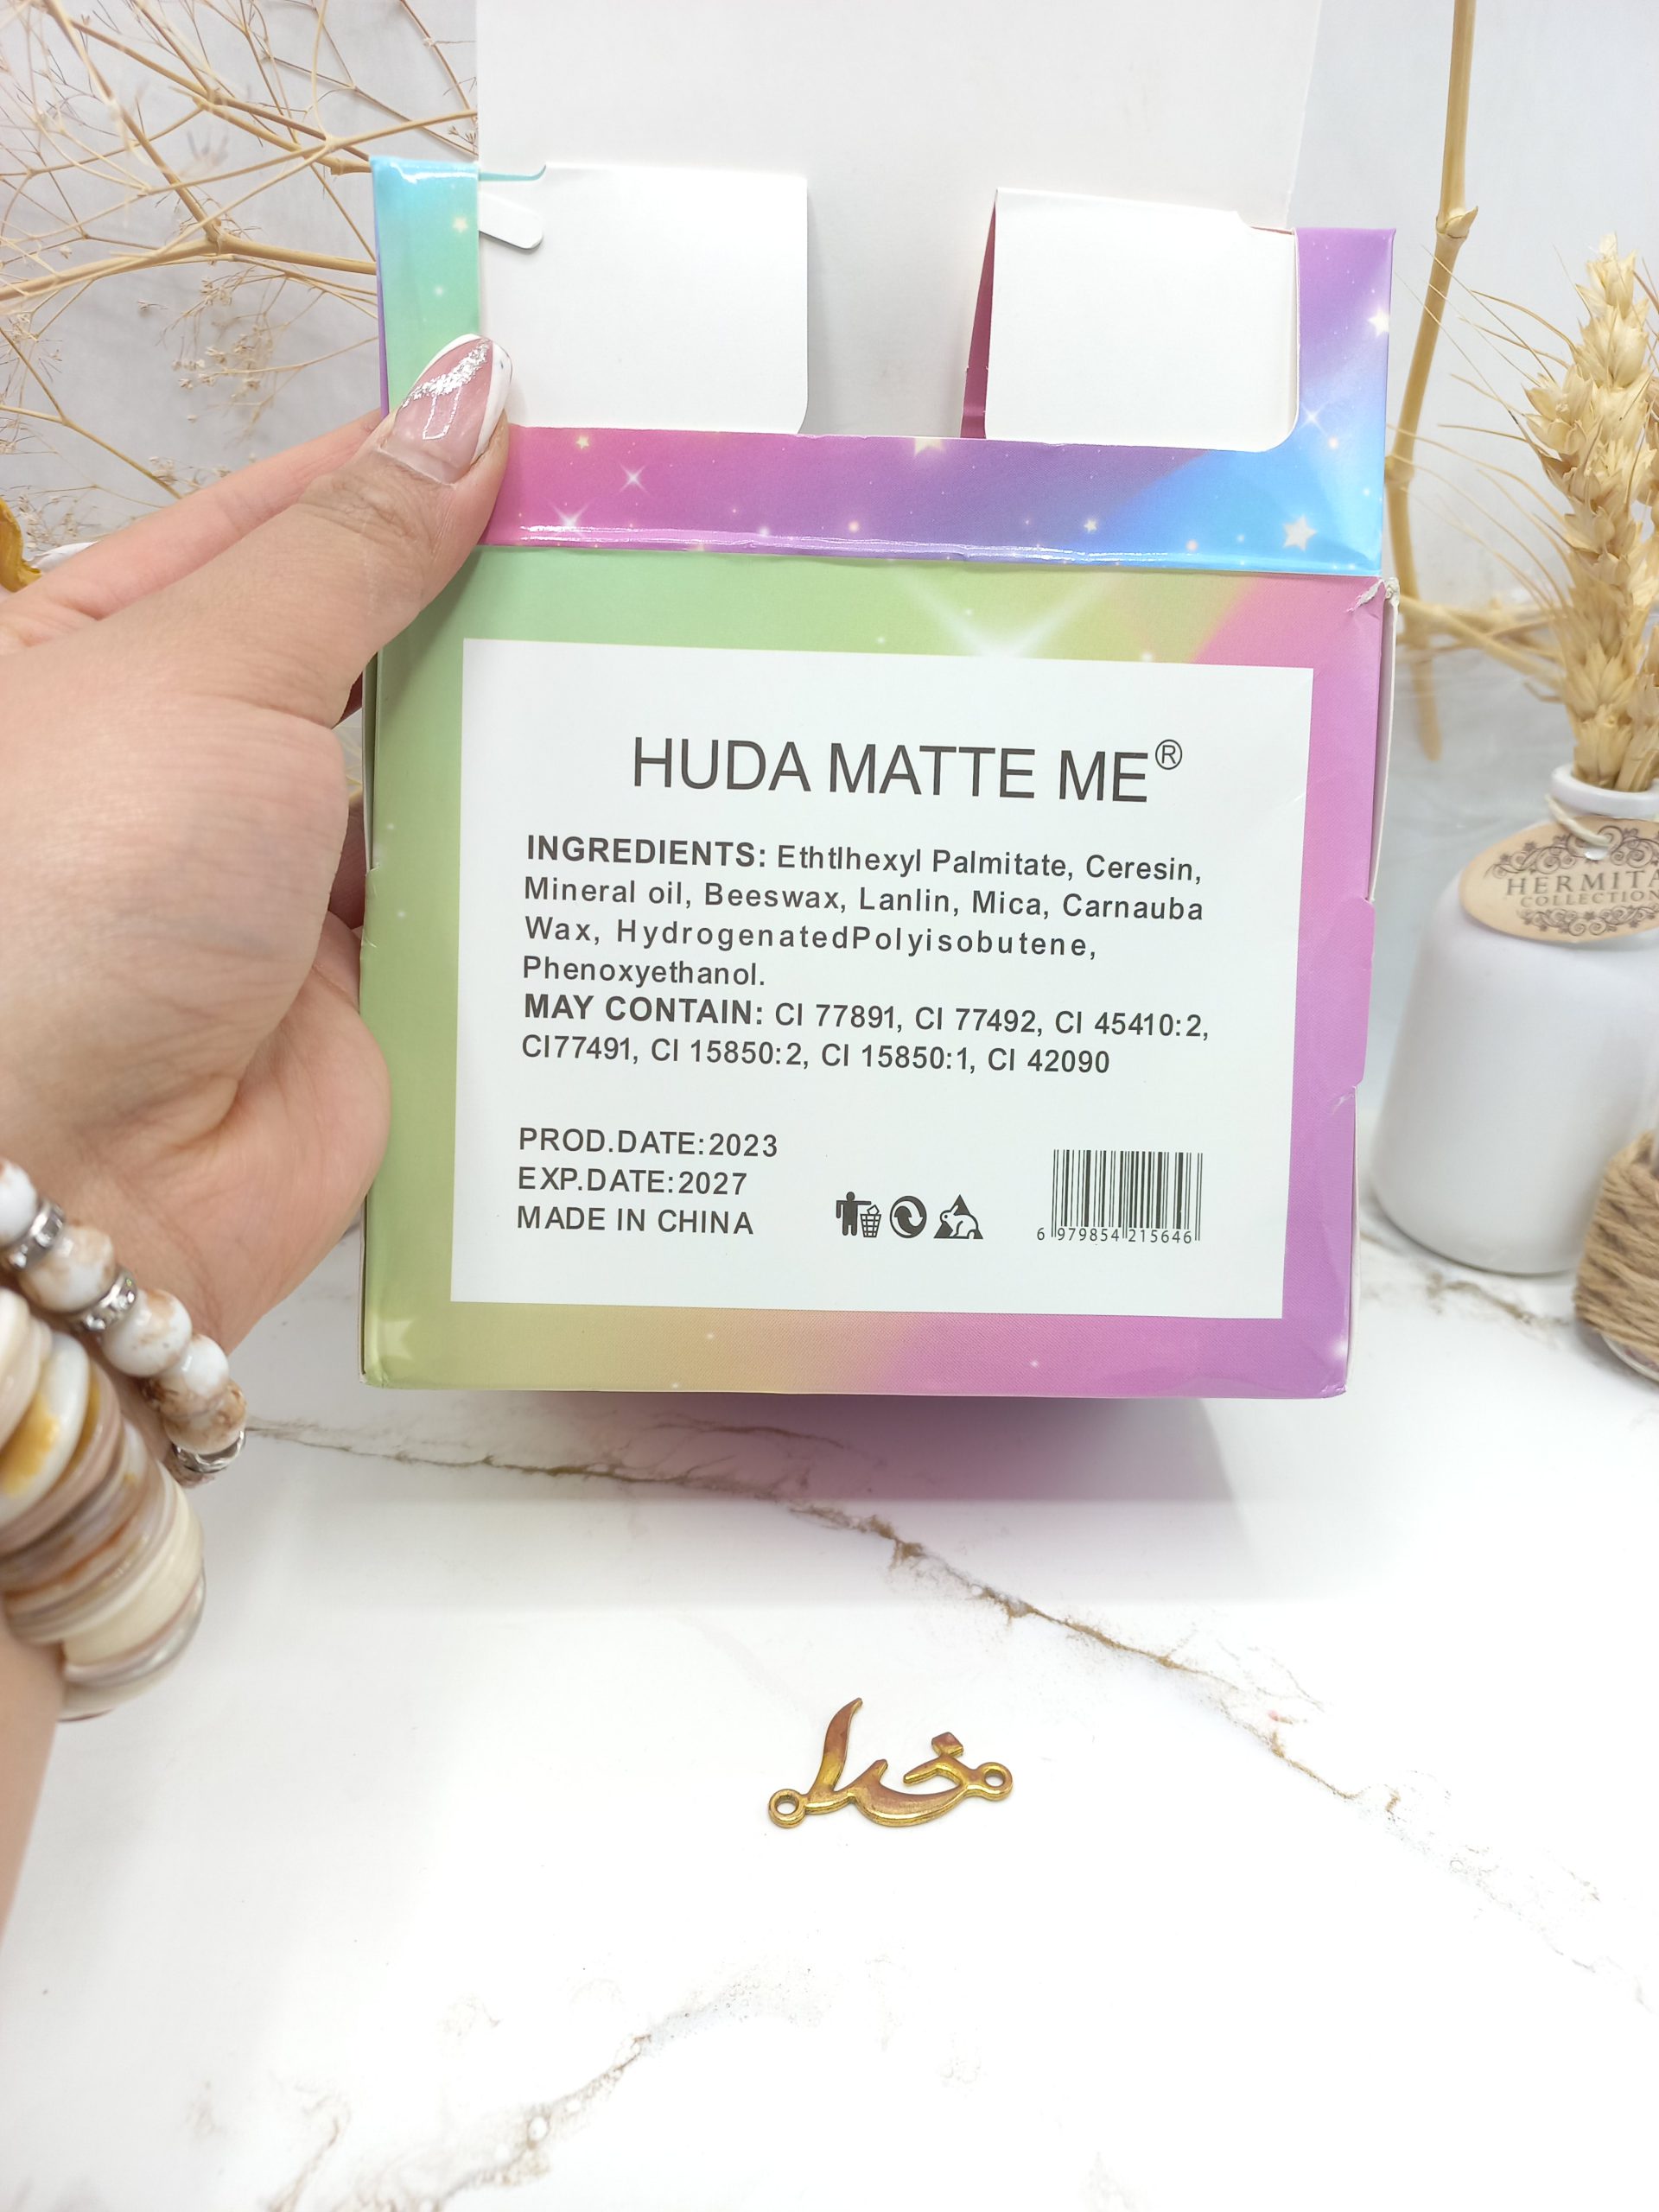 HUDA MATTE ME®
INGREDIENTS: Ethtlhexyl Palmitate, Ceresin,
Mineral oil, Beeswax, Lanlin, Mica, Carnauba
Wax, HydrogenatedPolyisobutene,
Phenoxyethanol.
MAY CONTAIN: CI 77891, CI 77492, CI 45410:2,
CI77491, CI 15850:2, CI 15850:1, CI 42090
PROD.DATE:2023
EXP.DATE:2027
MADE IN CHINA
6 979854 215646
HERMITA
COLLECTION